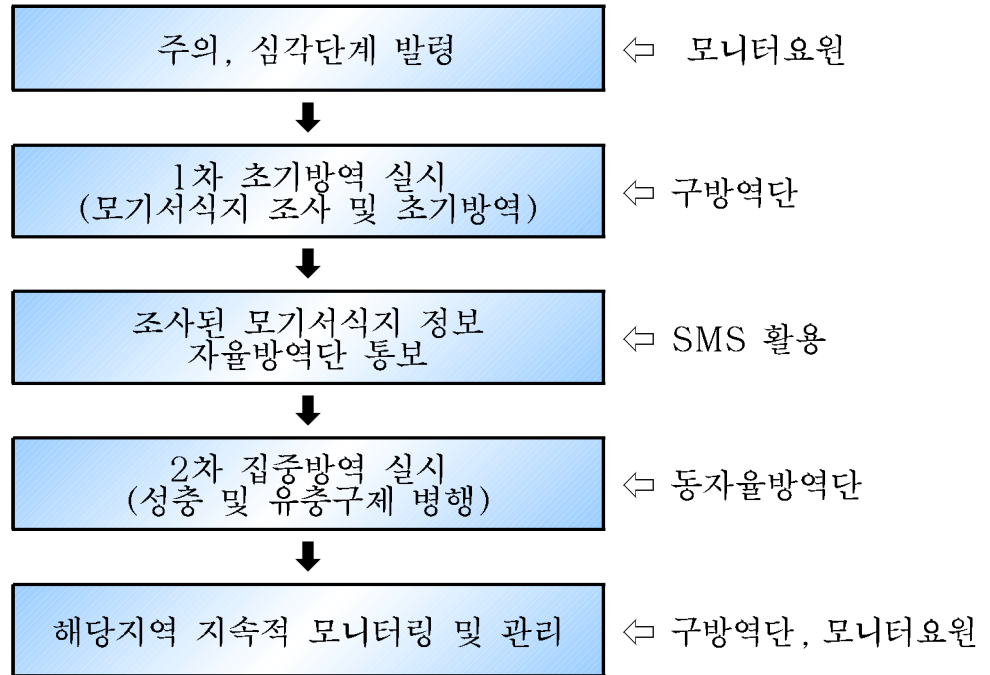 주의, 심각단계 발령
⇦ 모니터요원
1차 초기방역 실시
(모기서식지 조사 및 초기방역)
⇦ 구방역단
조사된 모기서식지 정보
자율방역단 통보
⇦ SMS 활용
2차 집중방역 실시
(성충 및 유충구제 병행)
⇦ 동자율방역단
해당지역 지속적 모니터링 및 관리
⇦ 구방역단, 모니터요원